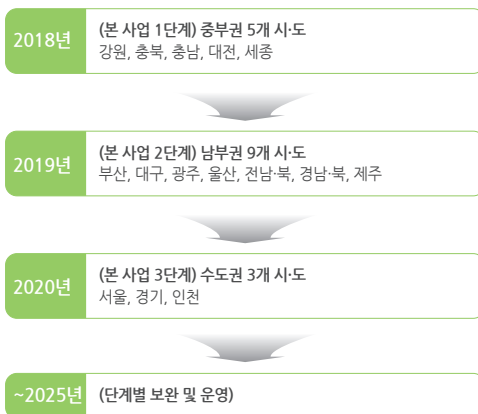 2018년
(본 사업 1단계) 중부권 5개 시·도
강원, 충북, 충남, 대전, 세종
2019년
(본 사업 2단계) 남부권 9개 시·도
부산, 대구, 광주, 울산, 전남·북, 경남·북, 제주
2020년
(본 사업 3단계) 수도권 3개 시·도
서울, 경기, 인천
~2025년
(단계별 보완 및 운영)